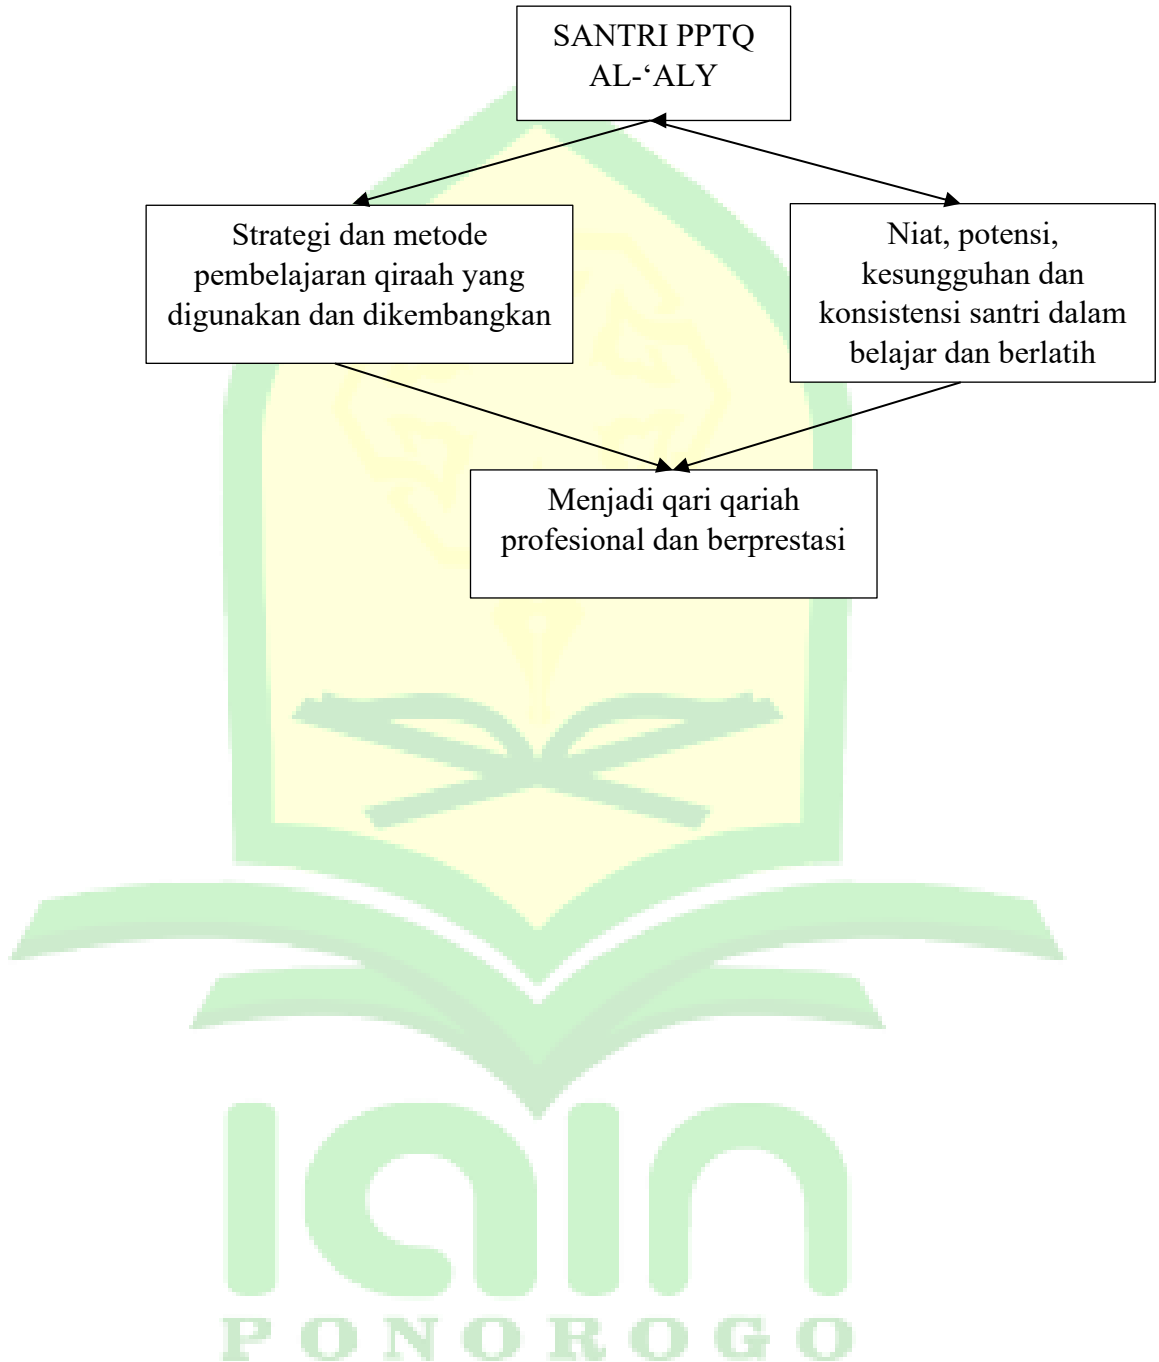 SANTRI PPTQ
AL-‘ALY
Strategi dan metode
pembelajaran qiraah yang
digunakan dan dikembangkan
Niat, potensi,
kesungguhan dan
konsistensi santri dalam
belajar dan berlatih
Menjadi qari qariah
profesional dan berprestasi
iain
PONOROGO